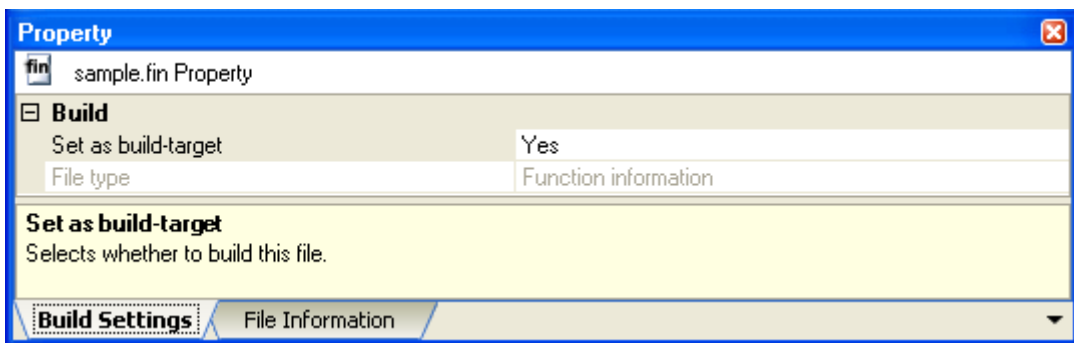 Property
fin sample.fin Property
Build
Set as build-target Yes
File type Function information
Set as build-target
Selects whether to build this file.
Build Settings File Information